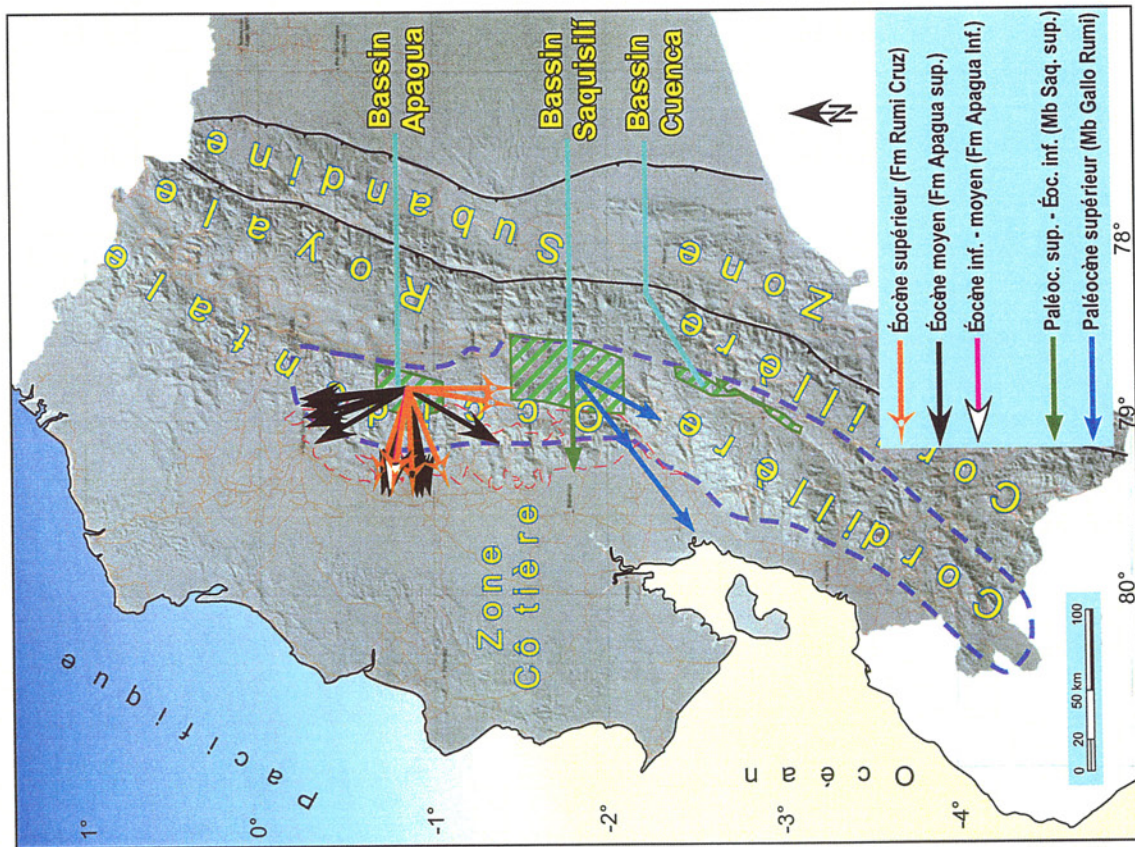 Pacifique
Océan
Zone
Côtière
Cordillère
Occidentale
Cordillère
Royale
Zone
Subandine
Bassin
Apagua
Bassin
Saquisilí
Bassin
Cuenca
N
Éocène supérieur (Fm Rumi Cruz)
Éocène moyen (Fm Apagua sup.)
Éocène inf. - moyen (Fm Apagua Inf.)
Paléoc. sup. - Éoc. inf. (Mb Saq. sup.)
Paléocène supérieur (Mb Gallo Rumi)
1°
0°
-1°
-2°
-3°
-4°
80°
79°
78°
0 20 50 km 100